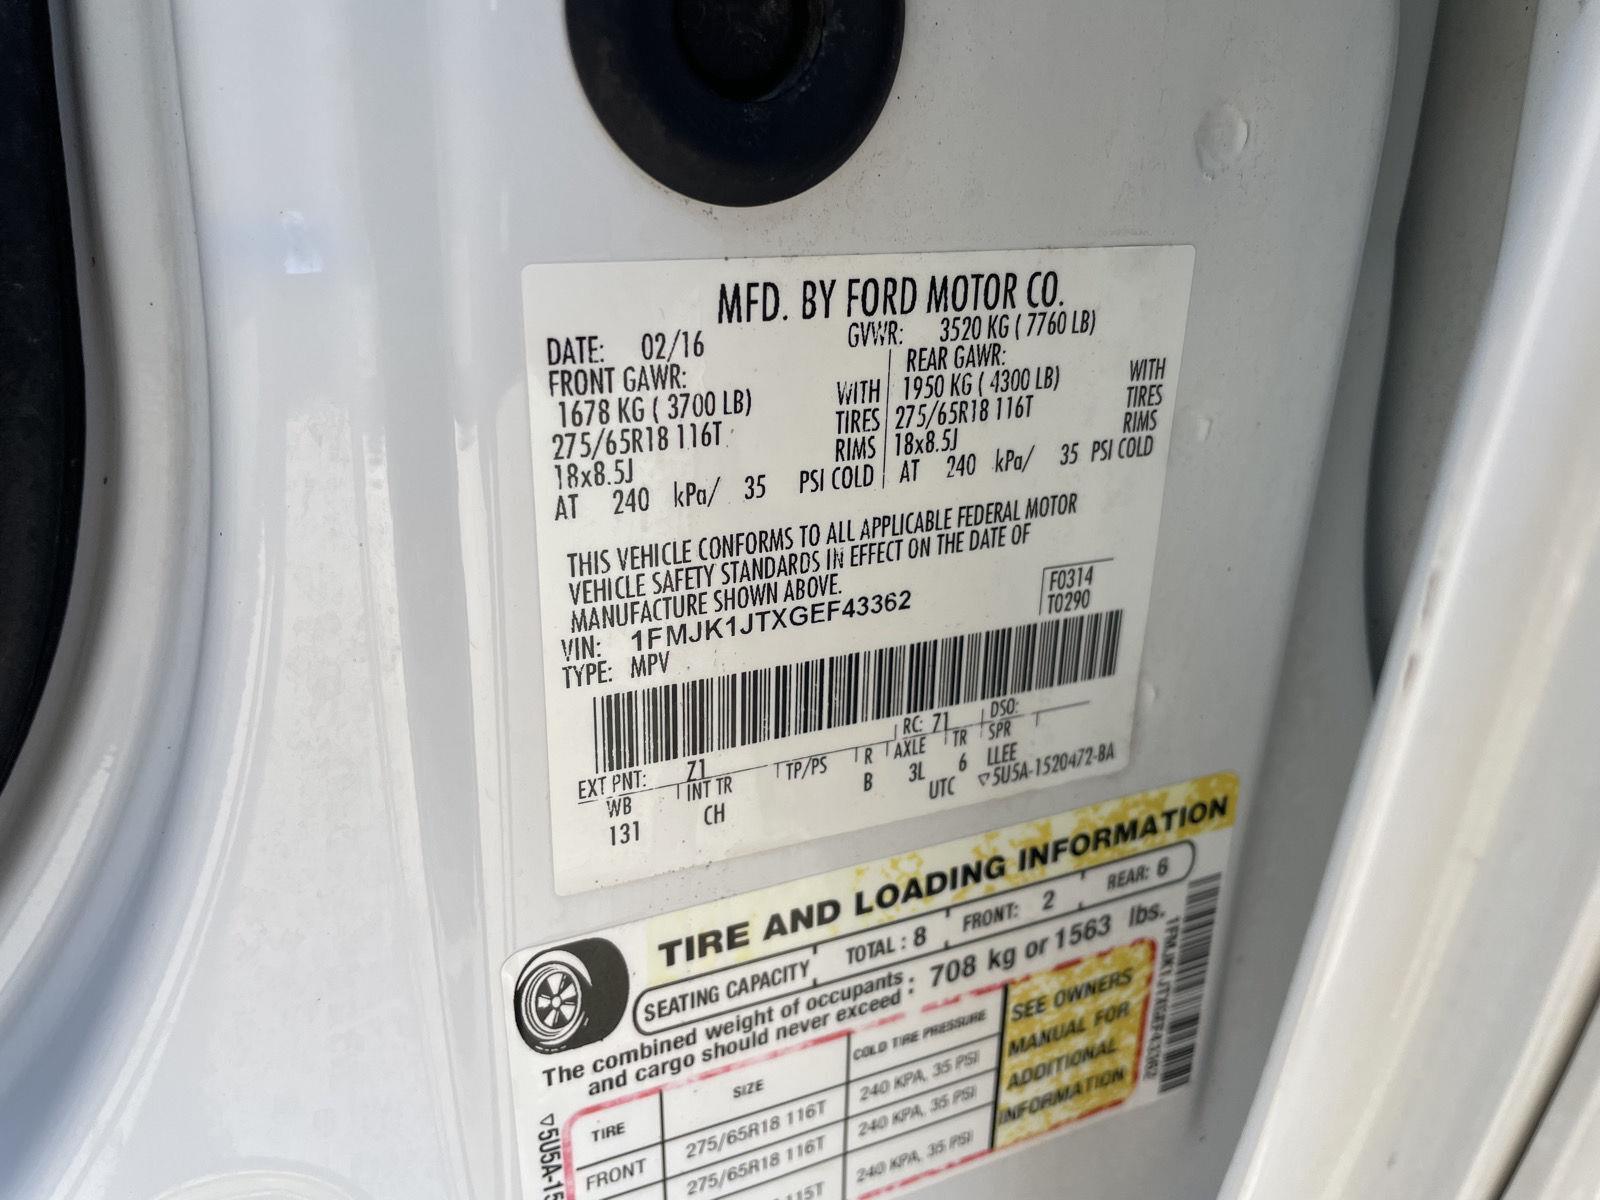 MFD. BY FORD MOTOR CO.
DATE: 02/16 GVWR: 3520 KG ( 7760 LB)
FRONT GAWR: REAR GAWR:
1678 KG ( 3700 LB) WITH 1950 KG ( 4300 LB) WITH
275/65R18 116T TIRES 275/65R18 116T TIRES
18x8.5J RIMS 18x8.5J RIMS
AT 240 kPa/ 35 PSI COLD AT 240 kPa/ 35 PSI COLD
THIS VEHICLE CONFORMS TO ALL APPLICABLE FEDERAL MOTOR
VEHICLE SAFETY STANDARDS IN EFFECT ON THE DATE OF
MANUFACTURE SHOWN ABOVE.
F0314
T0290
VIN: 1FMJK1JTXGEF43362
TYPE: MPV
EXT PNT: Z1 RC: 71 DSO:
WB INT TR TP/PS R AXLE TR SPR
131 CH B 3L 6 LLEE
UTC ▽5U5A-1520472-BA
TIRE AND LOADING INFORMATION
SEATING CAPACITY TOTAL : 8 FRONT: 2 REAR: 6
The combined weight of occupants and cargo should never exceed : 708 kg or 1563 lbs.
TIRE SIZE COLD TIRE PRESSURE
FRONT 275/65R18 116T 240 KPA, 35 PSI
275/65R18 116T 240 KPA, 35 PSI
115T 240 KPA, 35 PSI
SEE OWNERS
MANUAL FOR
ADDITIONAL
INFORMATION
1FMJK1JTXGEF43362
▽5U5A-15